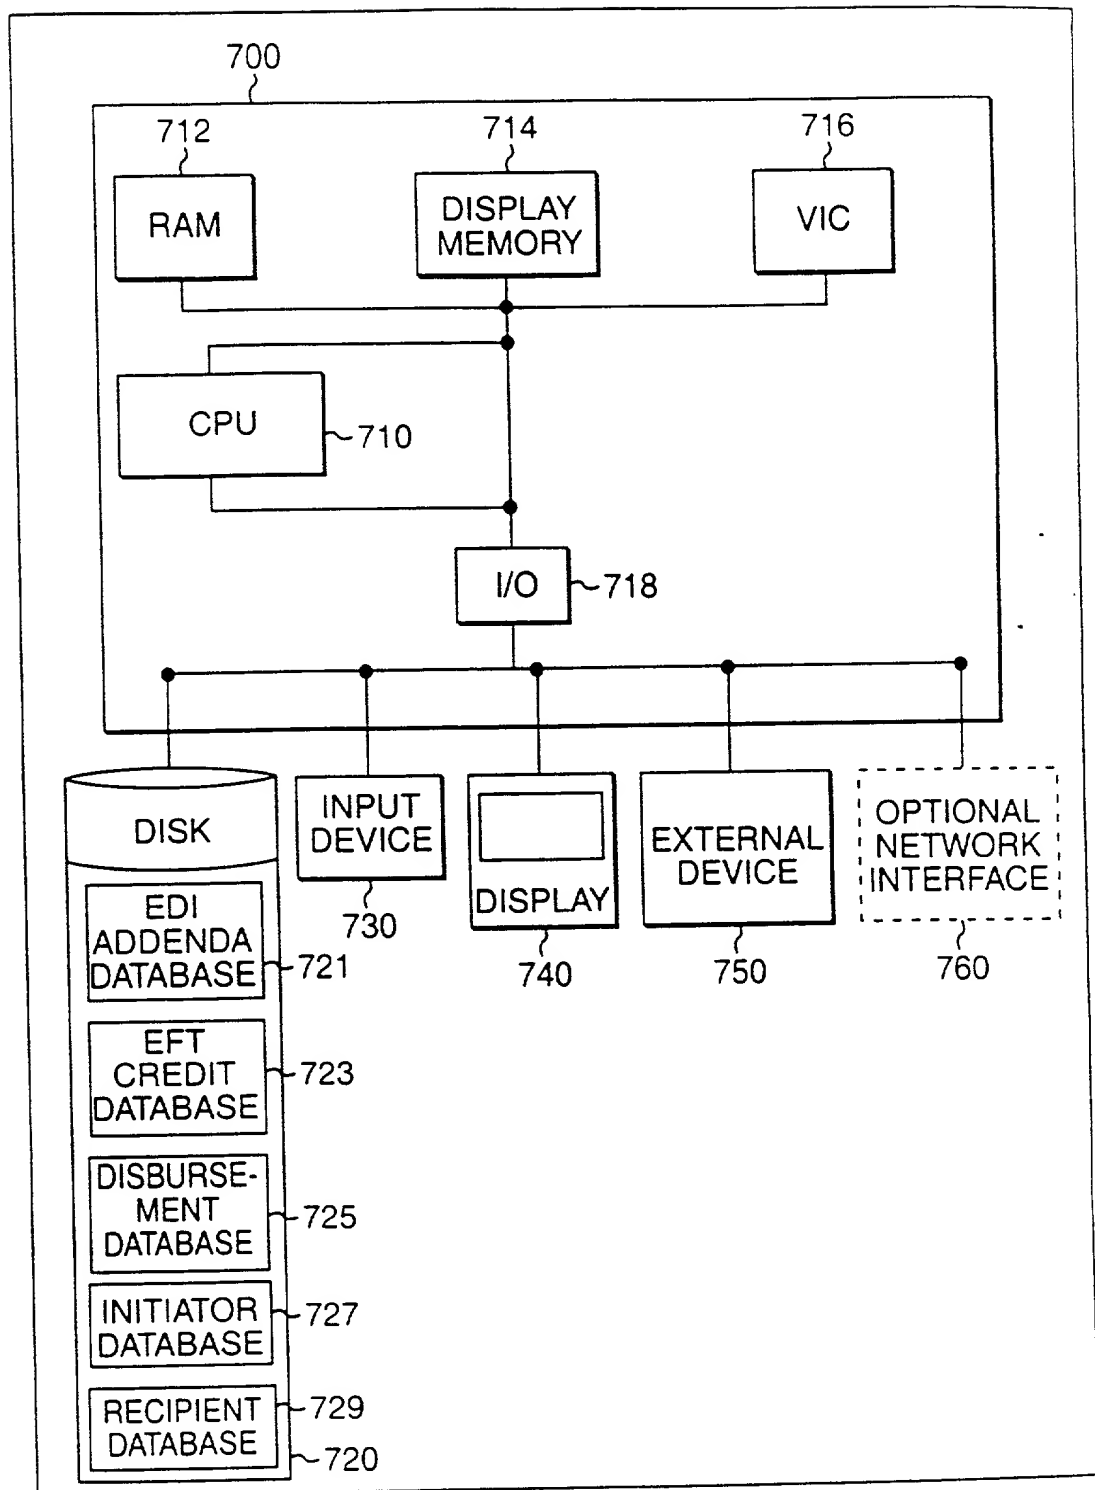 700
712
714
716
RAM
DISPLAY
MEMORY
VIC
CPU
710
I/O
718
DISK
INPUT
DEVICE
730
DISPLAY
740
EXTERNAL
DEVICE
750
OPTIONAL
NETWORK
INTERFACE
760
EDI
ADDENDA
DATABASE
721
EFT
CREDIT
DATABASE
723
DISBURSE-
MENT
DATABASE
725
INITIATOR
DATABASE
727
RECIPIENT
DATABASE
729
720